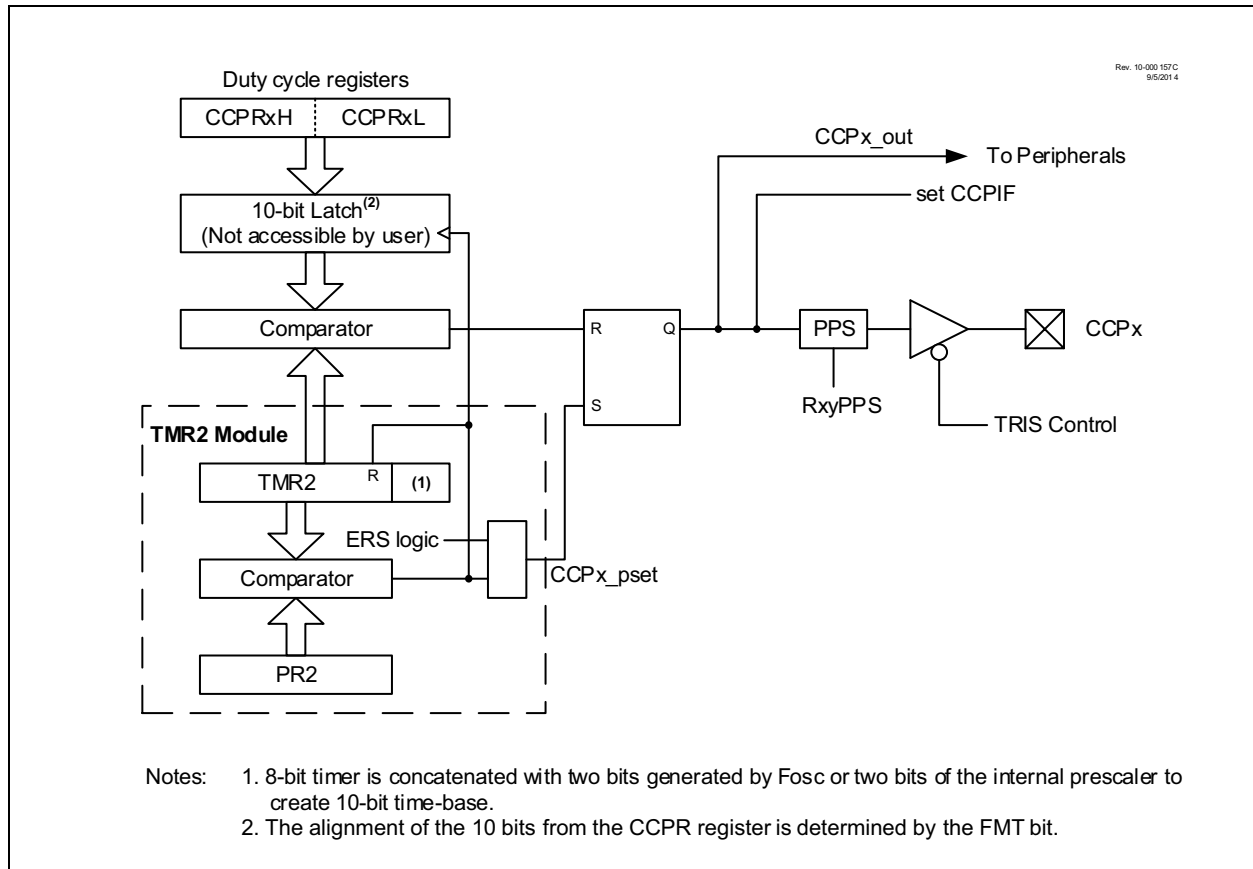 Rev. 10-000 157C
9/5/2014
Duty cycle registers
CCPRxH CCPRxL
CCPx_out
To Peripherals
set CCPIF
10-bit Latch(2)
(Not accessible by user)
Comparator
R Q
PPS
CCPx
RxyPPS
S
TRIS Control
TMR2 Module
TMR2 R (1)
ERS logic
Comparator
CCPx_pset
PR2
Notes: 1. 8-bit timer is concatenated with two bits generated by Fosc or two bits of the internal prescaler to
create 10-bit time-base.
2. The alignment of the 10 bits from the CCPR register is determined by the FMT bit.